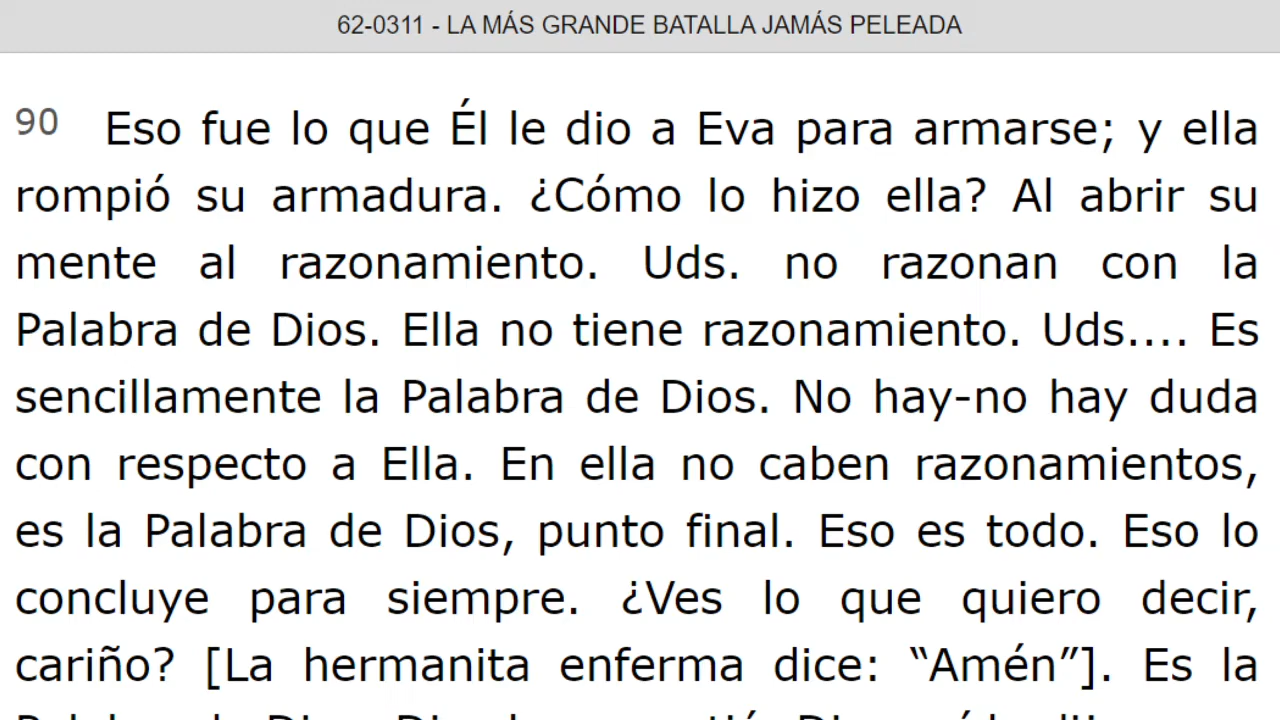 62-0311 - LA MÁS GRANDE BATALLA JAMÁS PELEADA
90 Eso fue lo que Él le dio a Eva para armarse; y ella
rompió su armadura. ¿Cómo lo hizo ella? Al abrir su
mente al razonamiento. Uds. no razonan con la
Palabra de Dios. Ella no tiene razonamiento. Uds.... Es
sencillamente la Palabra de Dios. No hay-no hay duda
con respecto a Ella. En ella no caben razonamientos,
es la Palabra de Dios, punto final. Eso es todo. Eso lo
concluye para siempre. ¿Ves lo que quiero decir,
cariño? [La hermanita enferma dice: “Amén”]. Es la